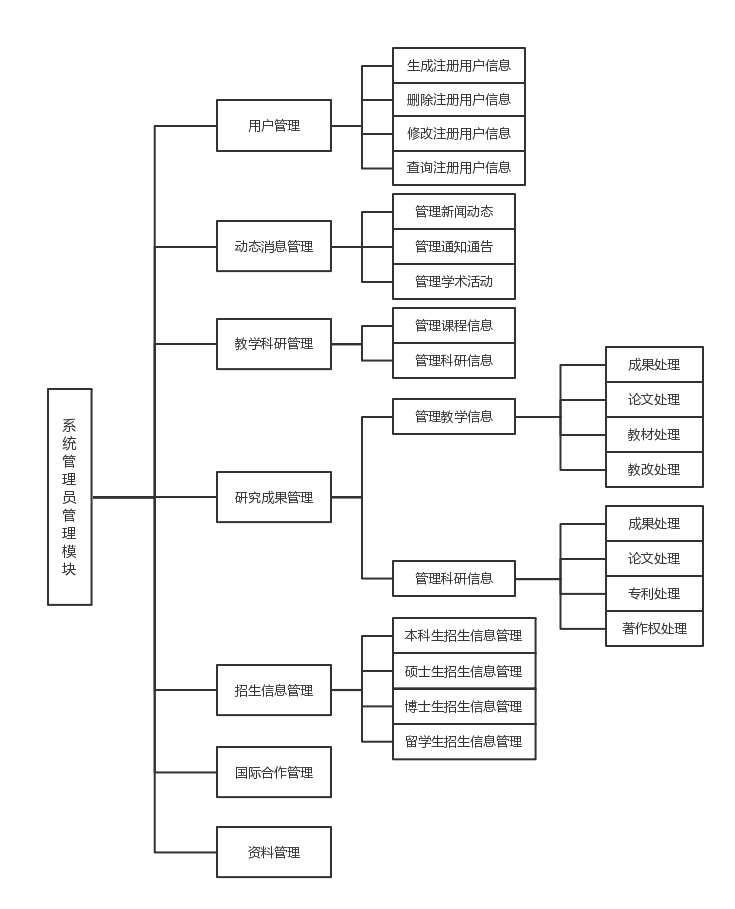 系统管理员管理模块
用户管理
生成注册用户信息
删除注册用户信息
修改注册用户信息
查询注册用户信息
动态消息管理
管理新闻动态
管理通知通告
管理学术活动
教学科研管理
管理课程信息
管理科研信息
研究成果管理
管理教学信息
成果处理
论文处理
教材处理
教改处理
管理科研信息
成果处理
论文处理
专利处理
著作权处理
招生信息管理
本科生招生信息管理
硕士生招生信息管理
博士生招生信息管理
留学生招生信息管理
国际合作管理
资料管理